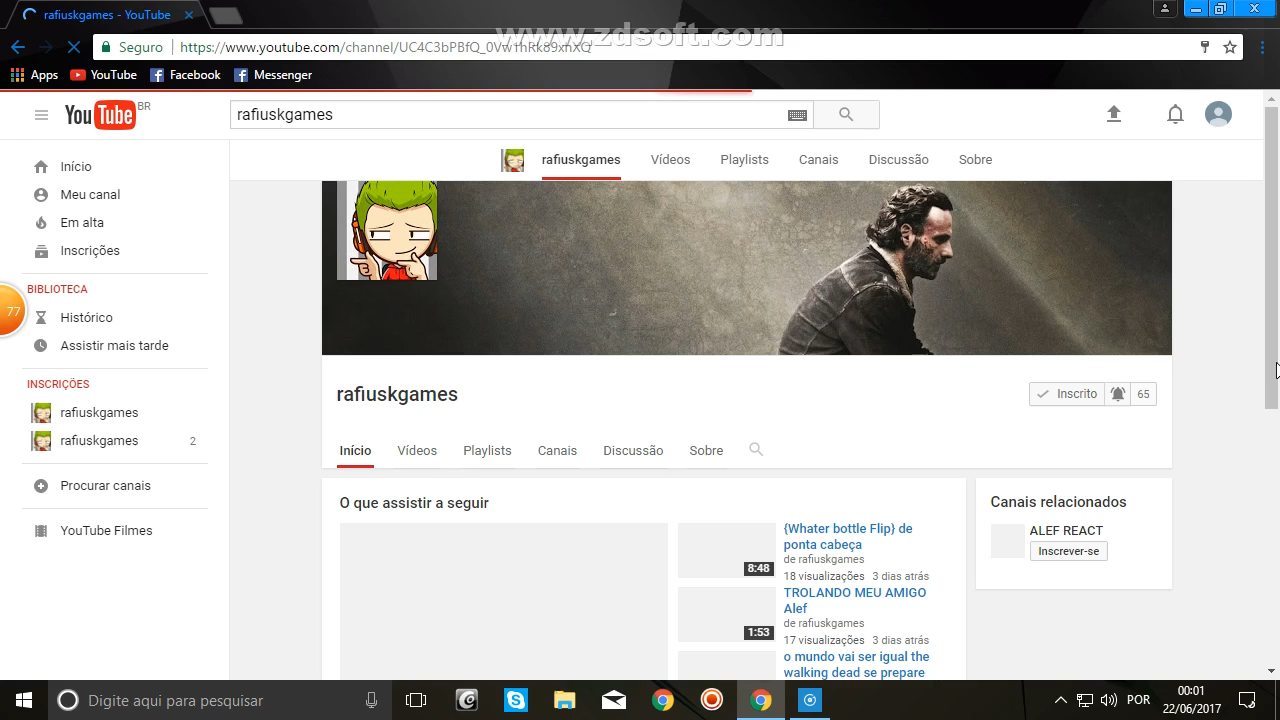 rafiuskgames - YouTube
www.zdsoft.com
Seguro
https://www.youtube.com/channel/UC4C3bPBfQ_0Vw1hRk89xnXQ
Apps YouTube Facebook Messenger
YouTube BR
rafiuskgames
rafiuskgames Vídeos Playlists Canais Discussão Sobre
Início
Meu canal
Em alta
Inscrições
BIBLIOTECA
77
Histórico
Assistir mais tarde
INSCRIÇÕES
rafiuskgames
rafiuskgames 2
Procurar canais
YouTube Filmes
rafiuskgames
Inscrito 65
Início Vídeos Playlists Canais Discussão Sobre
O que assistir a seguir
{Whater bottle Flip} de
ponta cabeça
de rafiuskgames
8:48
18 visualizações 3 dias atrás
TROLANDO MEU AMIGO
Alef
de rafiuskgames
1:53
17 visualizações 3 dias atrás
o mundo vai ser igual the
walking dead se prepare
Canais relacionados
ALEF REACT
Inscrever-se
Digite aqui para pesquisar
POR
00:01
22/06/2017